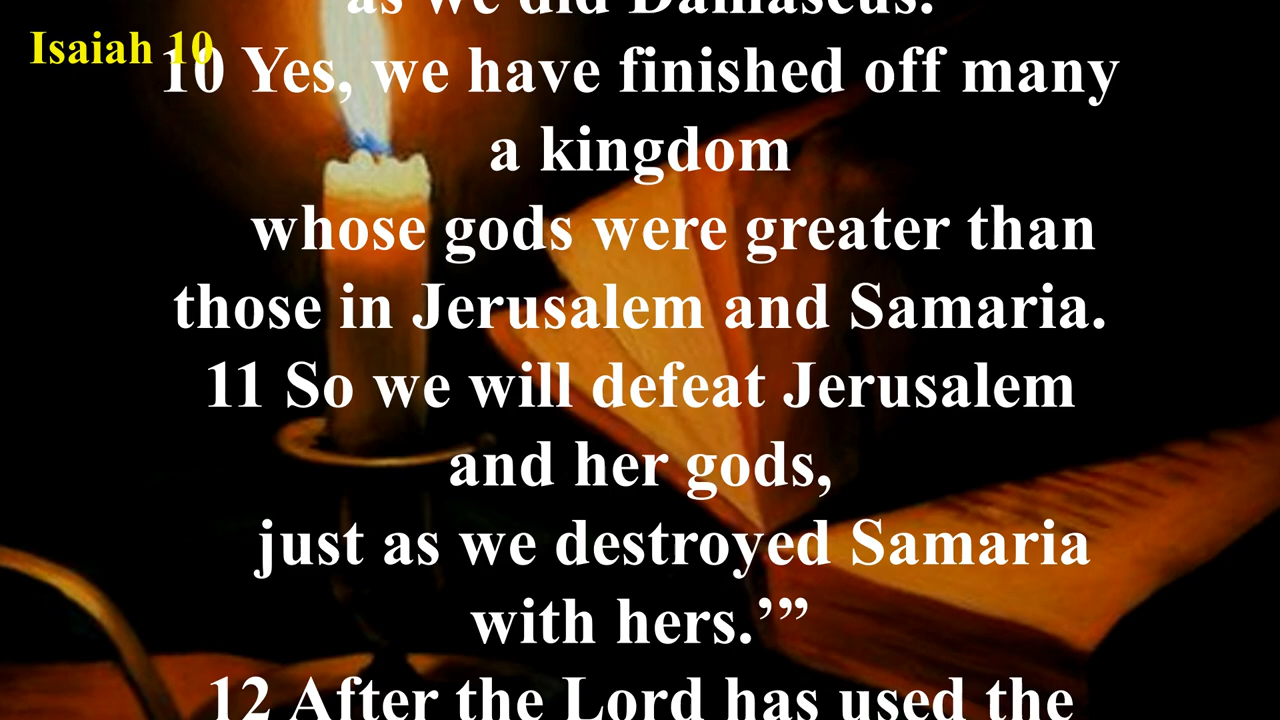 as we did Damascus.
Isaiah 10
10 Yes, we have finished off many
a kingdom
whose gods were greater than
those in Jerusalem and Samaria.
11 So we will defeat Jerusalem
and her gods,
just as we destroyed Samaria
with hers.’”
12 After the Lord has used the